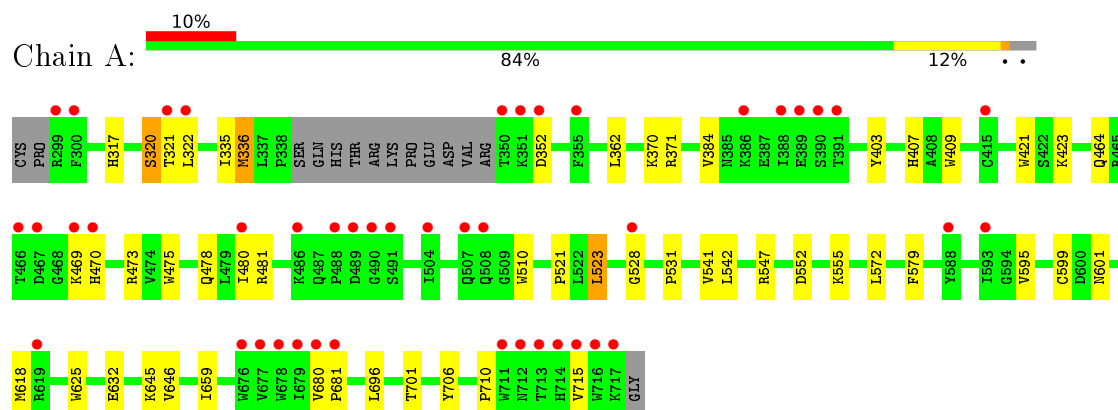 10%
Chain A:
84% 12% • •
CYS PRO R299 F300 H317 S320 T321 L322 I335 M336 L337 P338 SER GLN HIS THR ARG LYS PRO GLU ASP VAL ARG T350 K351 D352 F355 L362 K370 R371 V384 N385 K386 E387 I388 E389 S390 T391 Y403 H407 A408 W409 C415 W421 S422 K423 Q464 R465
T466 D467 G468 K469 H470 R473 V474 W475 Q478 L479 I480 R481 K486 Q487 P488 D489 G490 S491 I504 Q507 Q508 G509 W510 P521 L522 L523 G528 P531 V541 L542 R547 D552 K555 L572 F579 Y588 I593 G594 V595 C599 D600 N601
M618 R619 W625 E632 K645 V646 I659 W676 V677 W678 I679 V680 P681 L696 T701 Y706 P710 W711 N712 T713 H714 V715 W716 K717 GLY